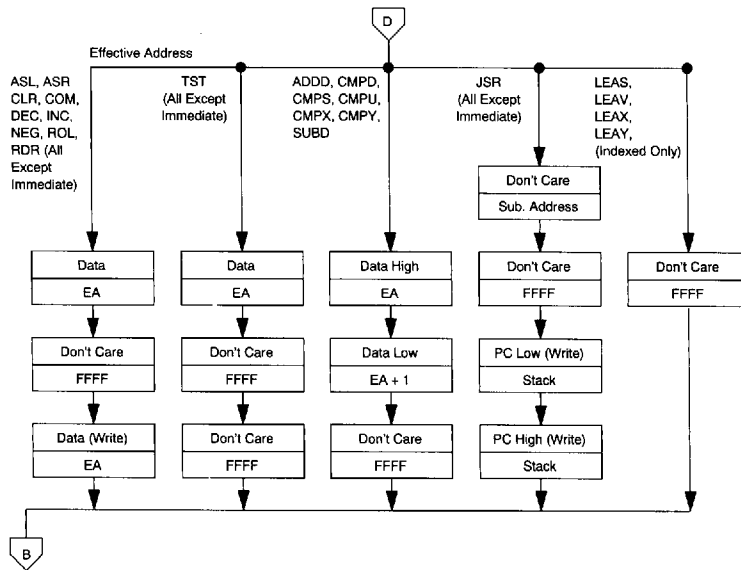 D
Effective Address
ASL, ASR
CLR, COM,
DEC, INC,
NEG, ROL,
RDR (All
Except
Immediate)
TST
(All Except
Immediate)
ADDD, CMPD,
CMPS, CMPU,
CMPX, CMPY,
SUBD
JSR
(All Except
Immediate)
LEAS,
LEAV,
LEAX,
LEAY,
(Indexed Only)
Don't Care
Sub. Address
Data
EA
Data
EA
Data High
EA
Don't Care
FFFF
Don't Care
FFFF
Don't Care
FFFF
Don't Care
FFFF
Data Low
EA + 1
PC Low (Write)
Stack
Data (Write)
EA
Don't Care
FFFF
Don't Care
FFFF
PC High (Write)
Stack
B